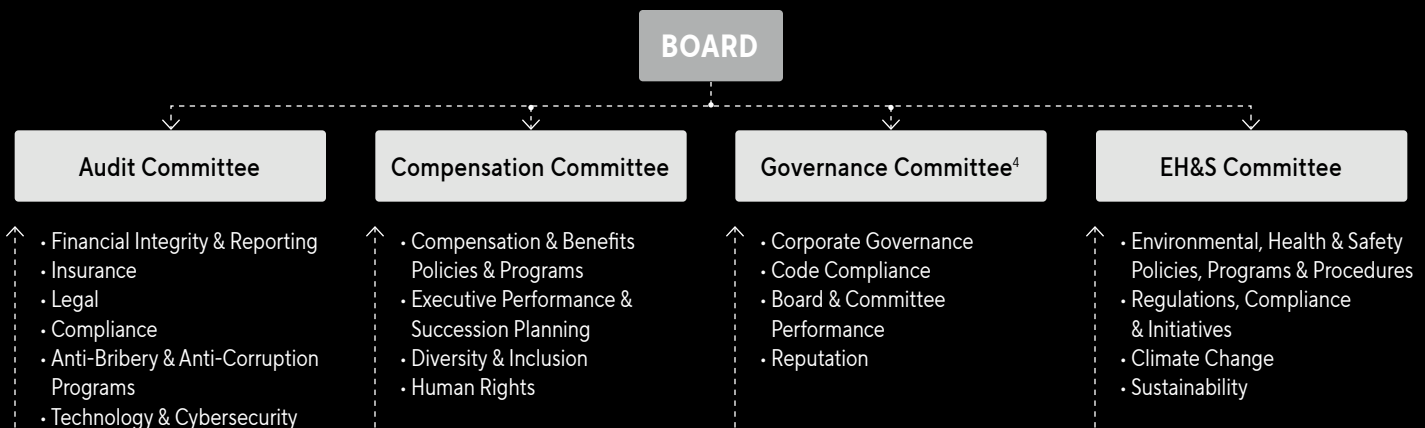 BOARD
Audit Committee
Compensation Committee
Governance Committee⁴
EH&S Committee
• Financial Integrity & Reporting
• Insurance
• Legal
• Compliance
• Anti-Bribery & Anti-Corruption
Programs
• Technology & Cybersecurity
• Compensation & Benefits
Policies & Programs
• Executive Performance &
Succession Planning
• Diversity & Inclusion
• Human Rights
• Corporate Governance
• Code Compliance
• Board & Committee
Performance
• Reputation
• Environmental, Health & Safety
Policies, Programs & Procedures
• Regulations, Compliance
& Initiatives
• Climate Change
• Sustainability